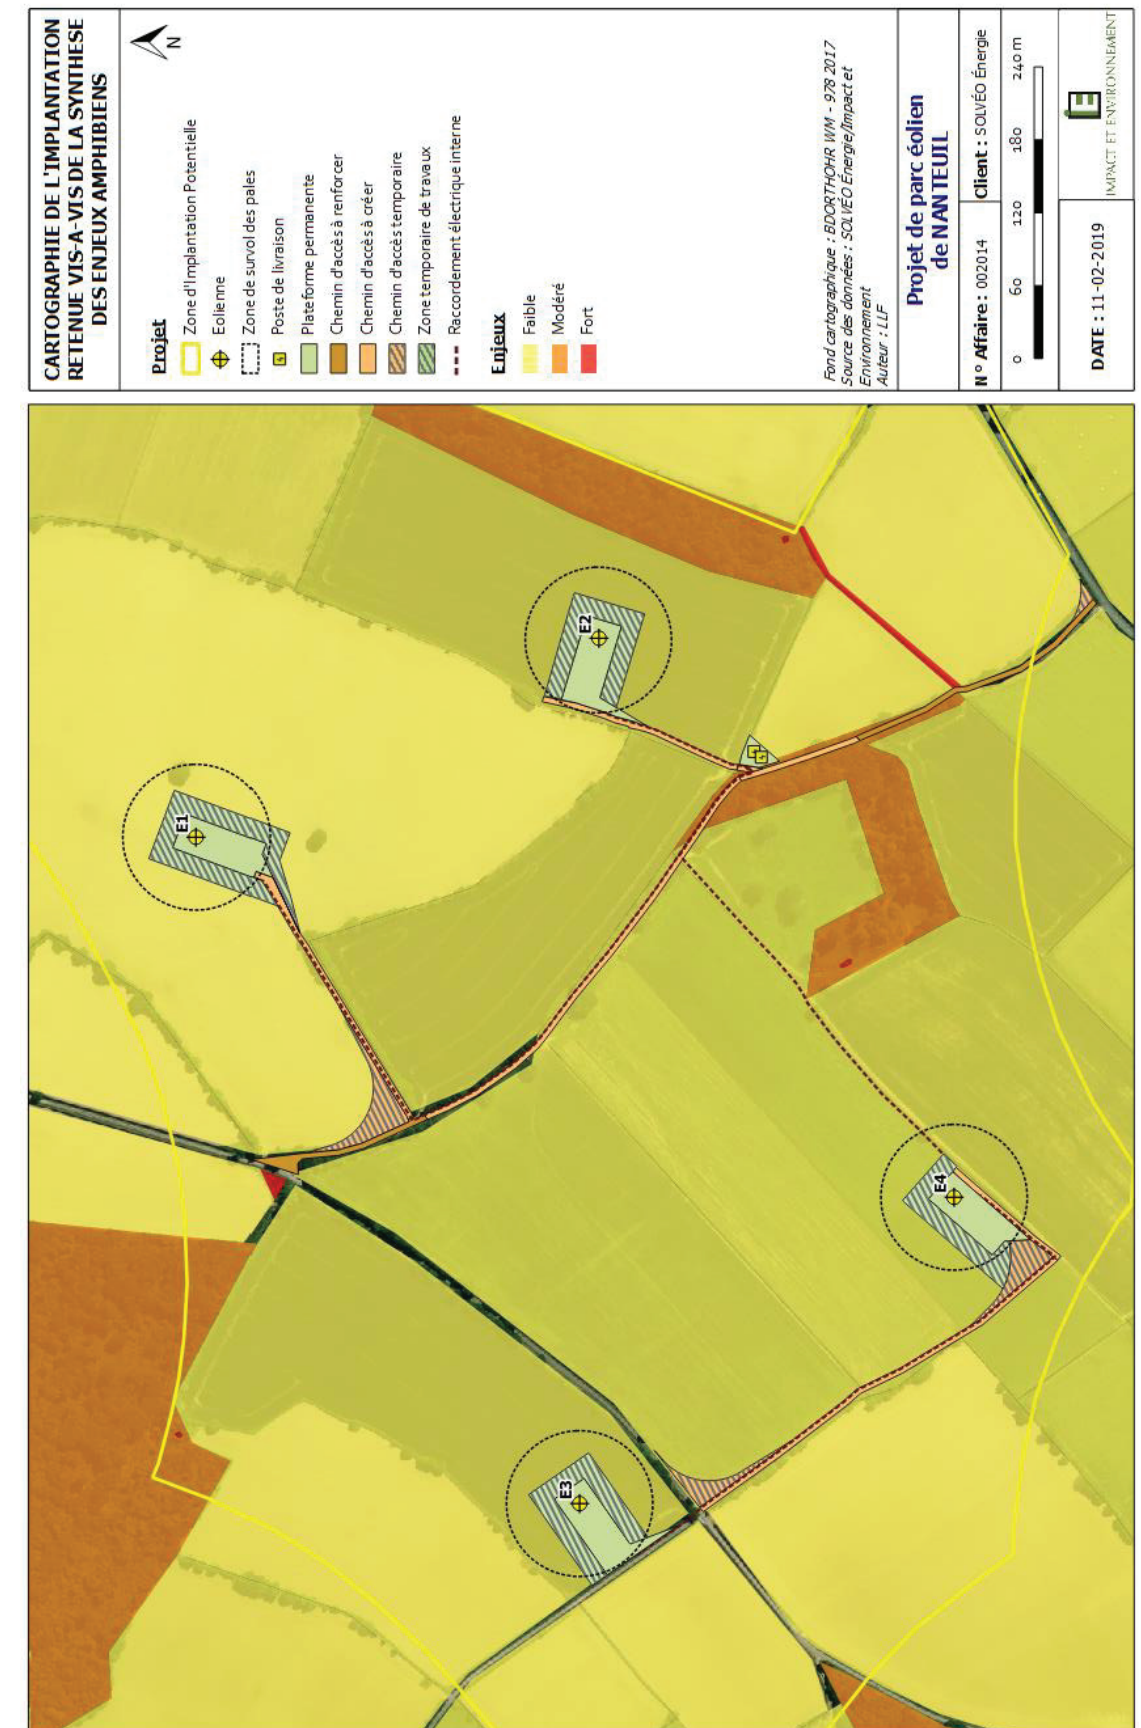 CARTOGRAPHIE DE L'IMPLANTATION
RETENUE VIS-A-VIS DE LA SYNTHESE
DES ENJEUX AMPHIBIENS
N
Projet
Zone d'Implantation Potentielle
Eolienne
Zone de survol des pales
Poste de livraison
Plateforme permanente
Chemin d'accès à renforcer
Chemin d'accès à créer
Chemin d'accès temporaire
Zone temporaire de travaux
Raccordement électrique interne
Enjeux
Faible
Modéré
Fort
Fond cartographique : BDORTHOHR WM - 978 2017
Source des données : SOLVÉO Énergie/Impact et
Environnement
Auteur : LLF
Projet de parc éolien
de NANTEUIL
N° Affaire : 002014
Client : SOLVÉO Énergie
0 60 120 180 240 m
DATE : 11-02-2019
IMPACT ET ENVIRONNEMENT
E3
E4
E1
E2